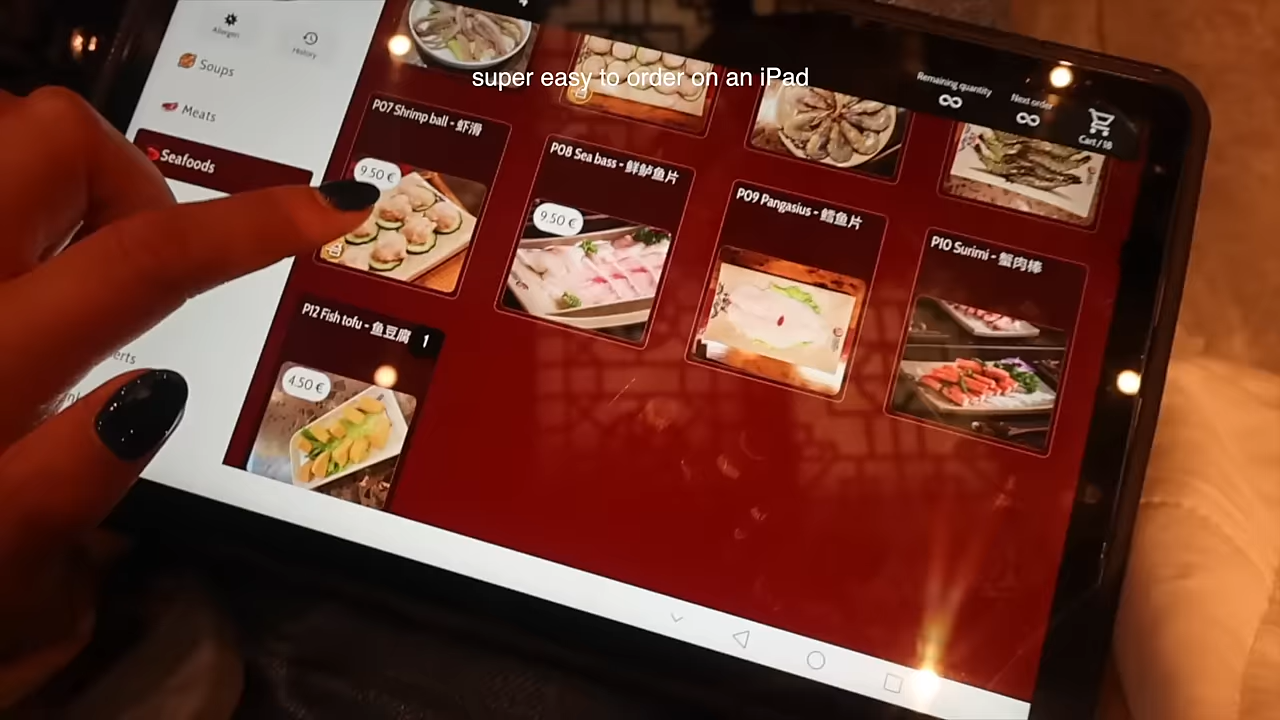 super easy to order on an iPad
Allergen
History
Soups
Meats
Seafoods
Remaining quantity
∞
Next order
∞
Cart / 18
P07 Shrimp ball - 虾滑
9.50 €
P08 Sea bass - 鲜鲈鱼片
9.50 €
P09 Pangasius - 鱈鱼片
P10 Surimi - 蟹肉棒
P12 Fish tofu - 鱼豆腐
1
4.50 €